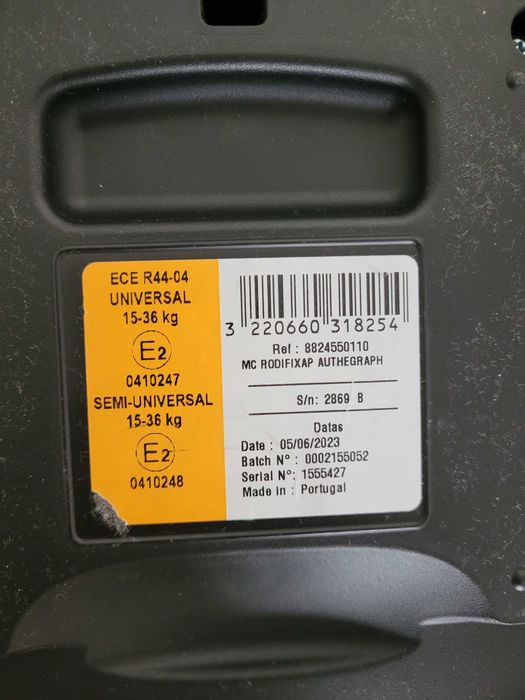 ECE R44-04
UNIVERSAL
15-36 kg
E2
0410247
SEMI-UNIVERSAL
15-36 kg
E2
0410248
3 220660 318254
Ref : 8824550110
MC RODIFIXAP AUTHEGRAPH
S/n: 2869 B
Datas
Date : 05/06/2023
Batch N° : 0002155052
Serial N°: 1555427
Made in : Portugal